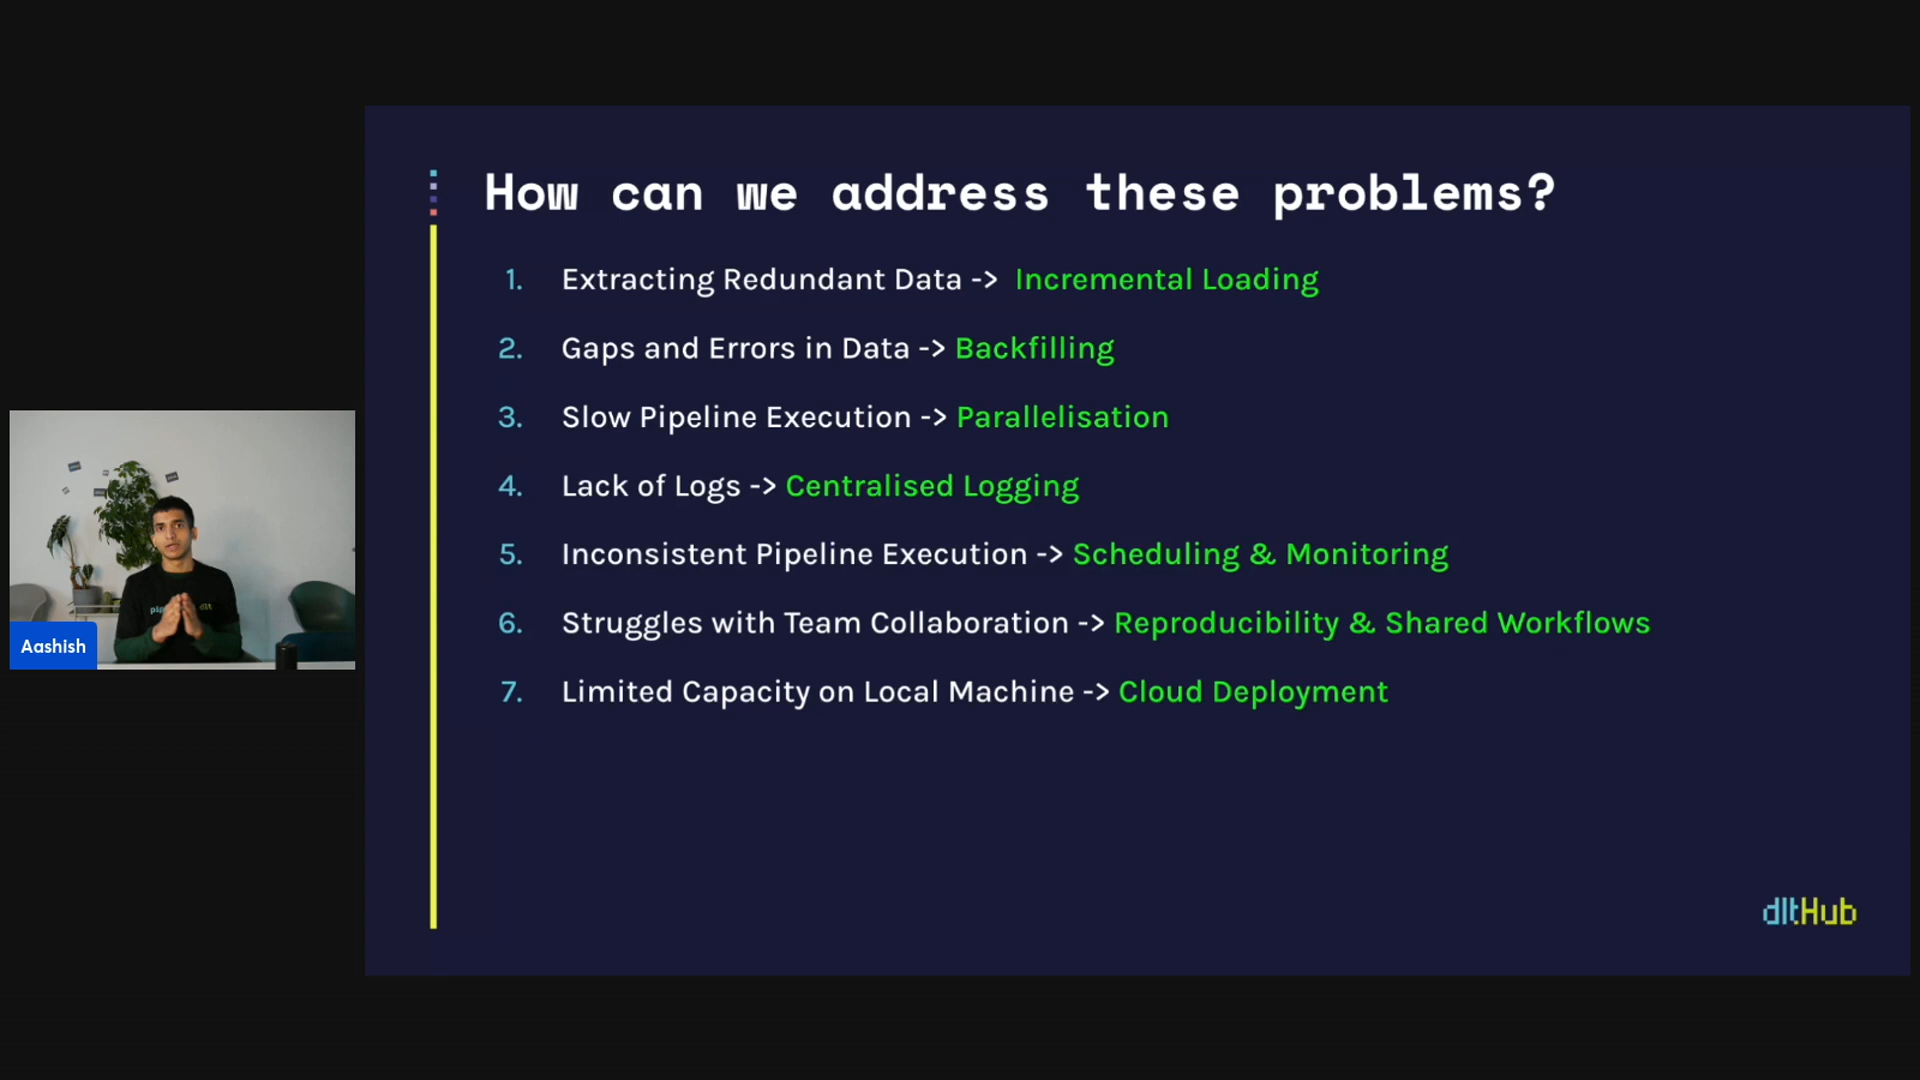 How can we address these problems?
1. Extracting Redundant Data -> Incremental Loading
2. Gaps and Errors in Data -> Backfilling
3. Slow Pipeline Execution -> Parallelisation
4. Lack of Logs -> Centralised Logging
5. Inconsistent Pipeline Execution -> Scheduling & Monitoring
6. Struggles with Team Collaboration -> Reproducibility & Shared Workflows
7. Limited Capacity on Local Machine -> Cloud Deployment
Aashish
dltHub